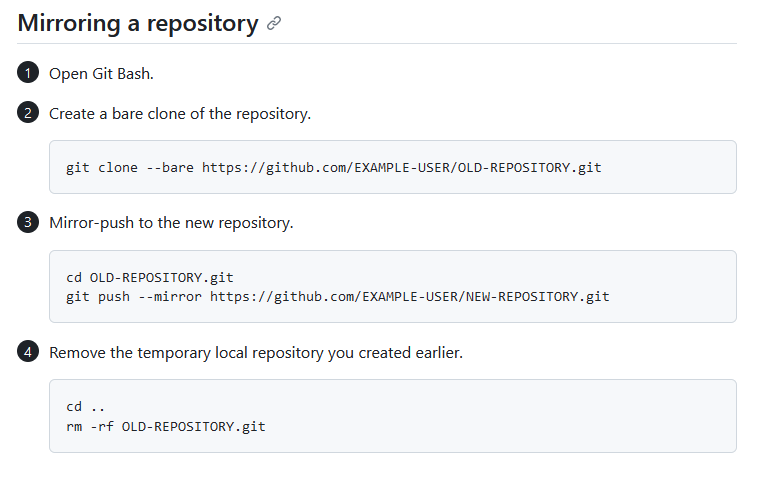 Mirroring a repository
1 Open Git Bash.
2 Create a bare clone of the repository.
git clone --bare https://github.com/EXAMPLE-USER/OLD-REPOSITORY.git
3 Mirror-push to the new repository.
cd OLD-REPOSITORY.git
git push --mirror https://github.com/EXAMPLE-USER/NEW-REPOSITORY.git
4 Remove the temporary local repository you created earlier.
cd ..
rm -rf OLD-REPOSITORY.git